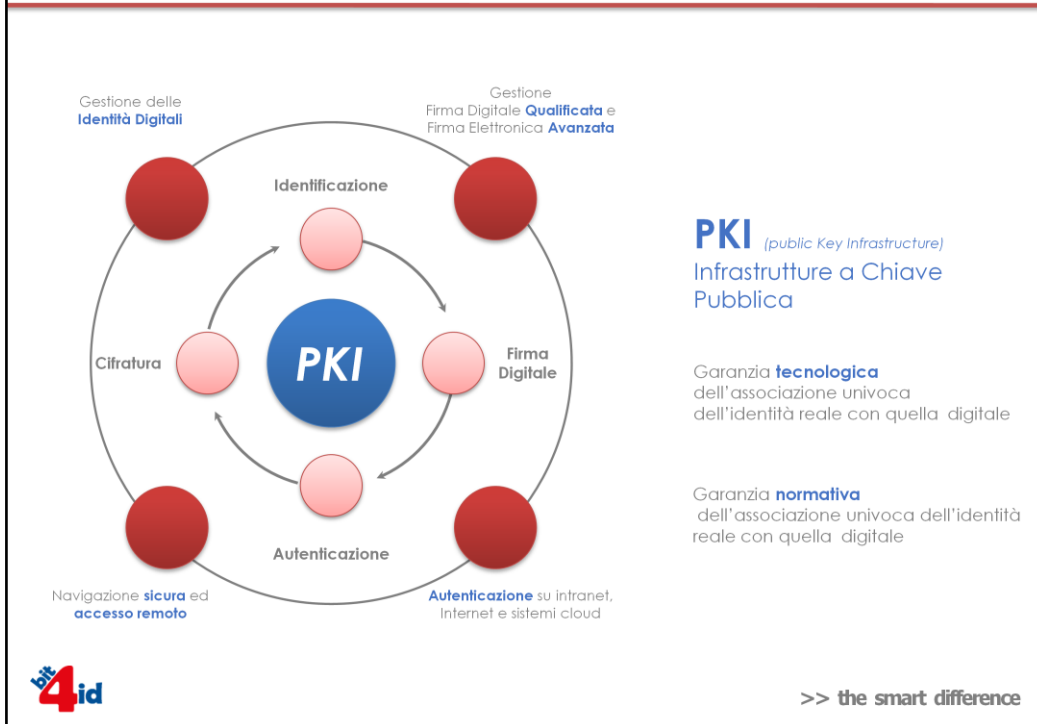 Gestione delle
Identità Digitali
Gestione
Firma Digitale Qualificata e
Firma Elettronica Avanzata
Identificazione
Cifratura
PKI
Firma
Digitale
Autenticazione
Navigazione sicura ed
accesso remoto
Autenticazione su intranet,
Internet e sistemi cloud
PKI (public Key Infrastructure)
Infrastrutture a Chiave
Pubblica
Garanzia tecnologica
dell'associazione univoca
dell'identità reale con quella digitale
Garanzia normativa
dell'associazione univoca dell'identità
reale con quella digitale
bit4id
>> the smart difference